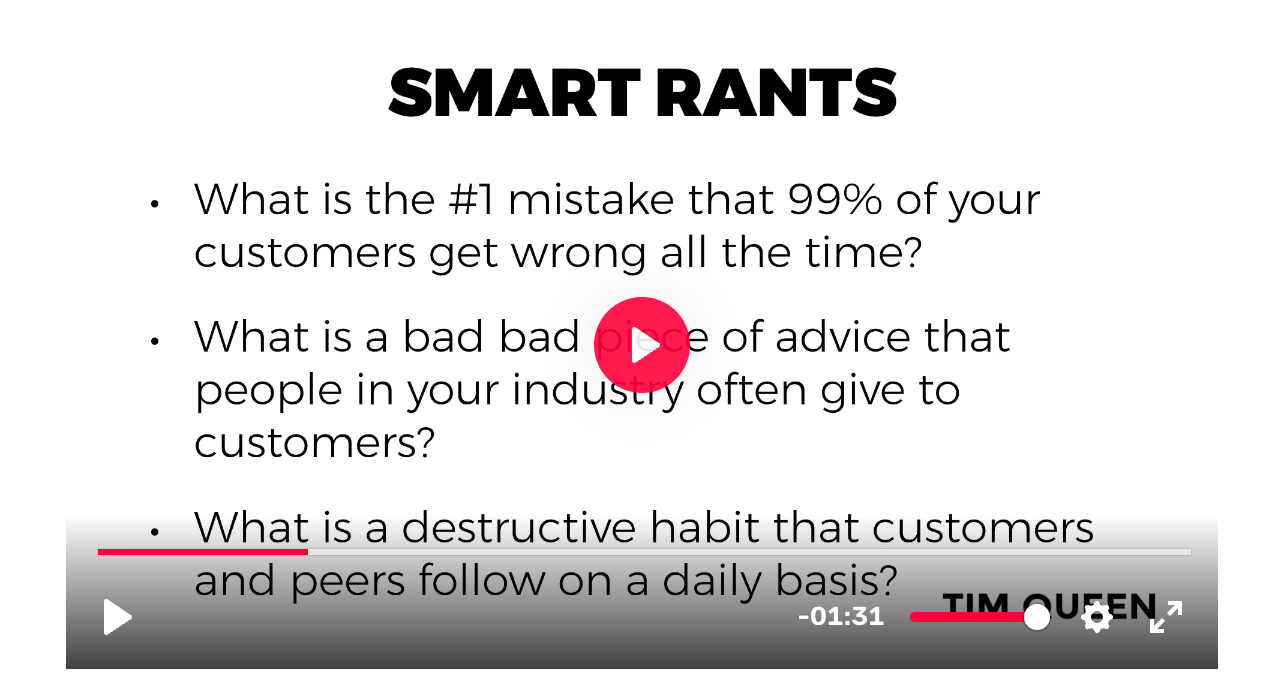 SMART RANTS
• What is the #1 mistake that 99% of your
customers get wrong all the time?
• What is a bad bad piece of advice that
people in your industry often give to
customers?
• What is a destructive habit that customers
and peers follow on a daily basis?
TIM QUEEN
-01:31